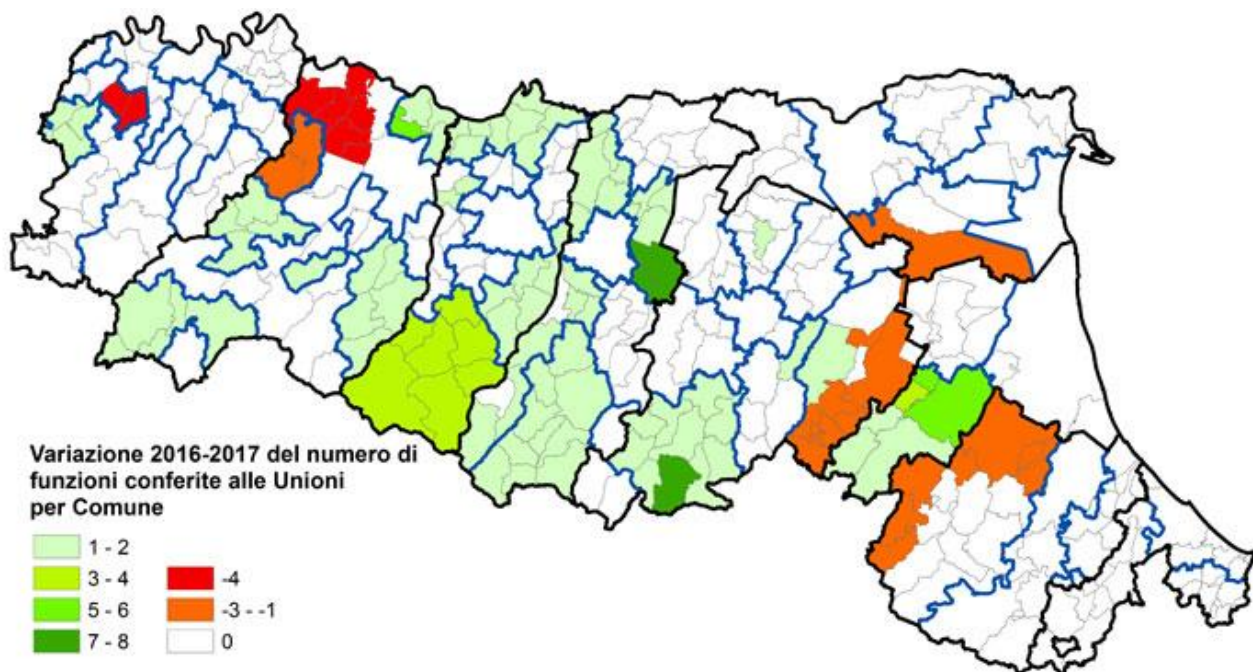 Variazione 2016-2017 del numero di
funzioni conferite alle Unioni
per Comune
1 - 2
3 - 4
-4
5 - 6
-3 - -1
7 - 8
0